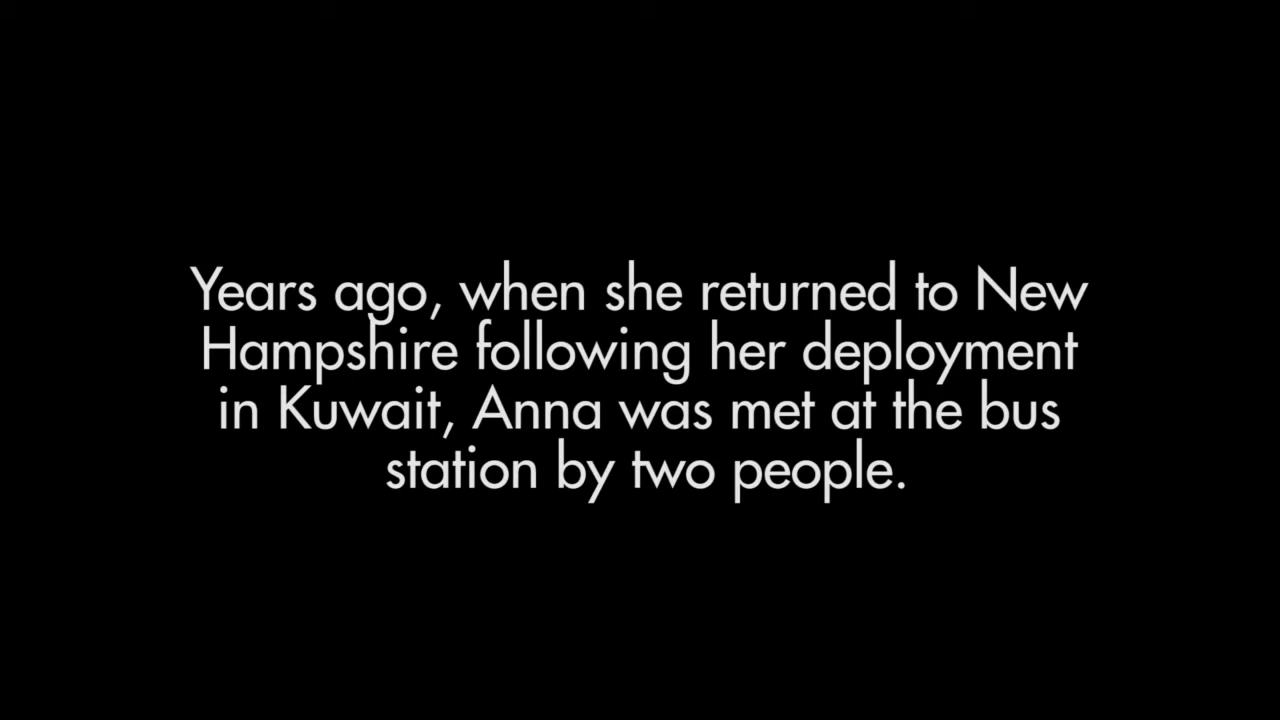 Years ago, when she returned to New
Hampshire following her deployment
in Kuwait, Anna was met at the bus
station by two people.